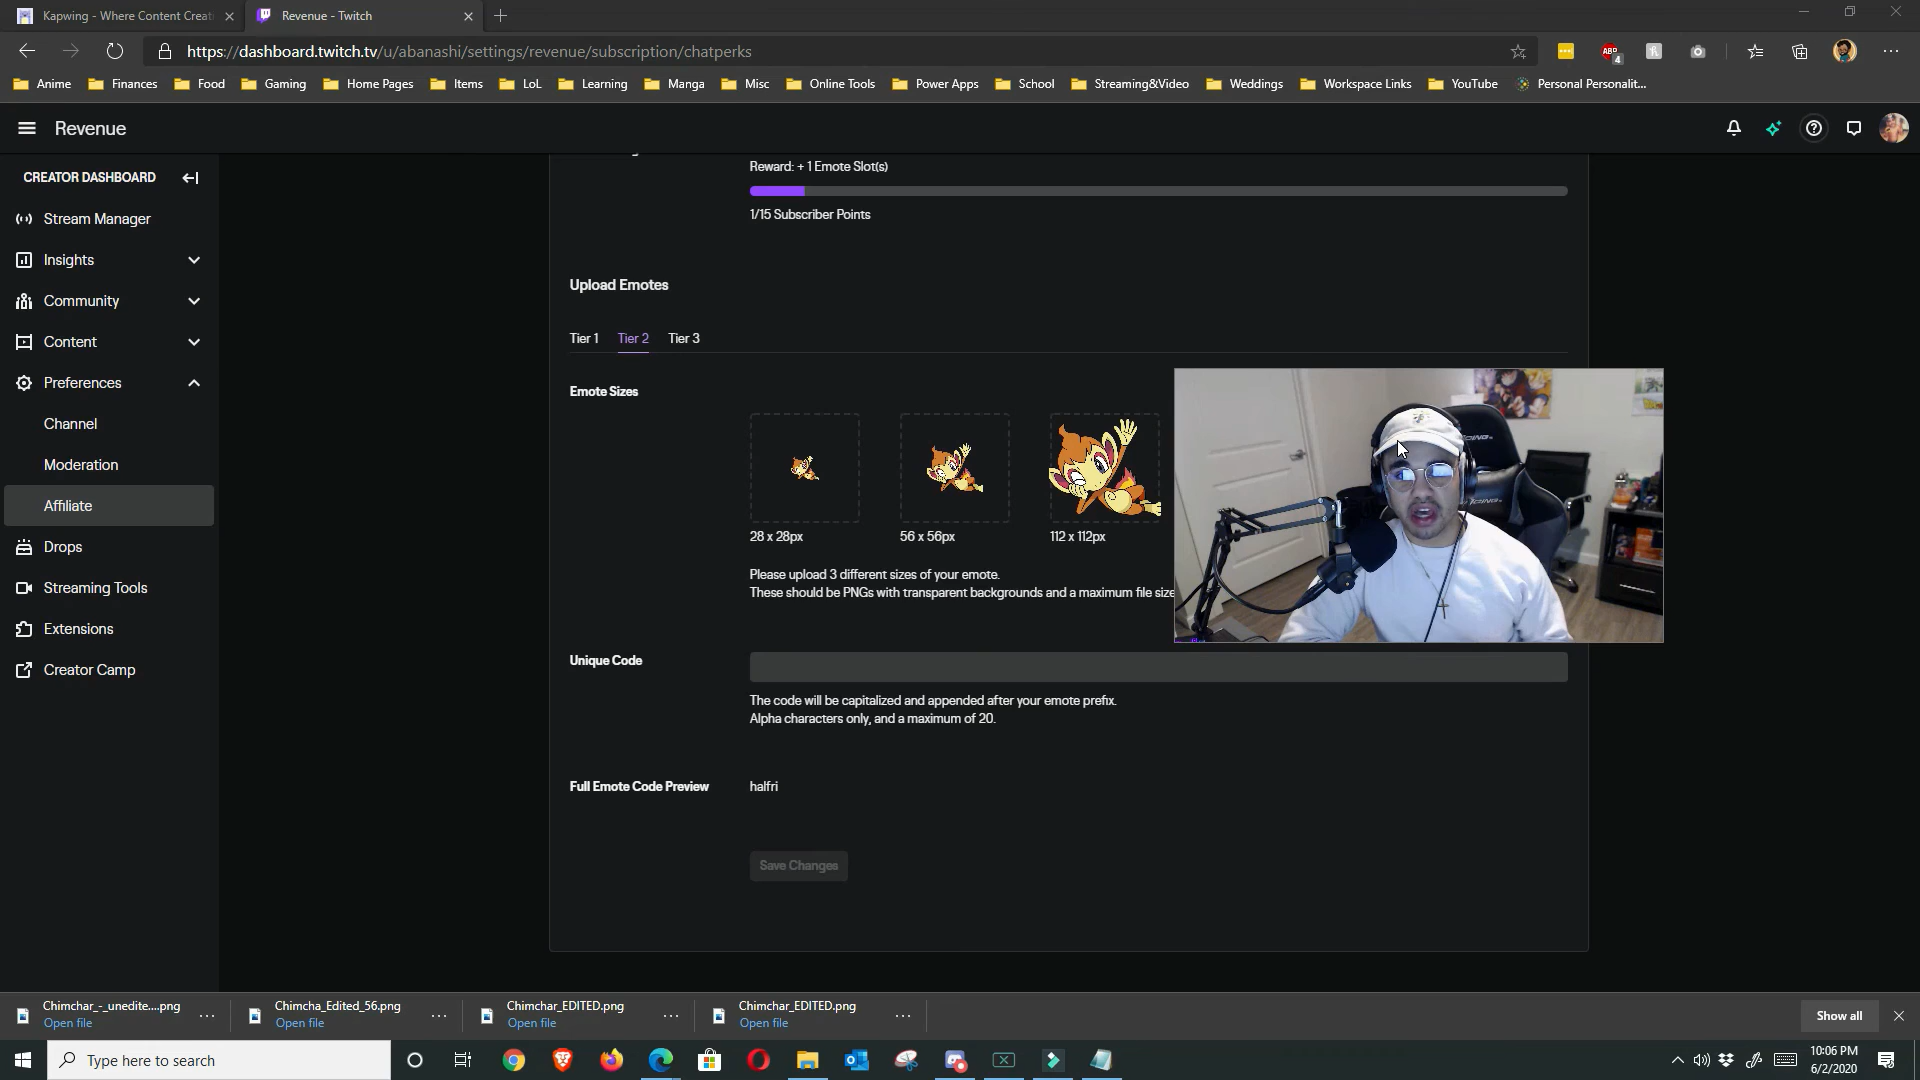 Kapwing - Where Content Creati
Revenue - Twitch
https://dashboard.twitch.tv/u/abanashi/settings/revenue/subscription/chatperks
ABP
4
Anime
Finances
Food
Gaming
Home Pages
Items
LoL
Learning
Manga
Misc
Online Tools
Power Apps
School
Streaming&Video
Weddings
Workspace Links
YouTube
Personal Personalit...
Revenue
CREATOR DASHBOARD
Stream Manager
Insights
Community
Content
Preferences
Channel
Moderation
Affiliate
Drops
Streaming Tools
Extensions
Creator Camp
Reward: + 1 Emote Slot(s)
1/15 Subscriber Points
Upload Emotes
Tier 1 Tier 2 Tier 3
Emote Sizes
28 x 28px
56 x 56px
112 x 112px
Please upload 3 different sizes of your emote.
These should be PNGs with transparent backgrounds and a maximum file size
Unique Code
The code will be capitalized and appended after your emote prefix.
Alpha characters only, and a maximum of 20.
Full Emote Code Preview
halfri
Save Changes
Chimchar_-_unedite....png
Open file
Chimcha_Edited_56.png
Open file
Chimchar_EDITED.png
Open file
Chimchar_EDITED.png
Open file
Show all
Type here to search
10:06 PM
6/2/2020